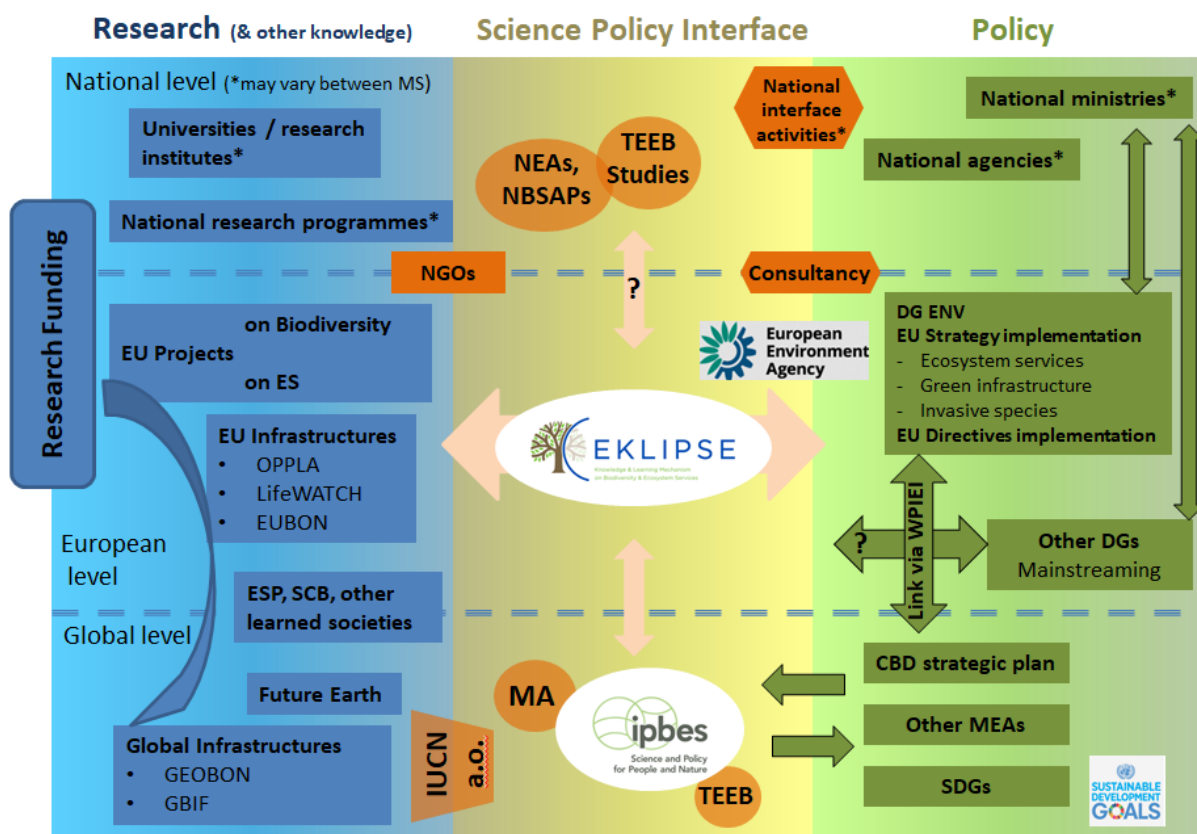 Research (& other knowledge)
Science Policy Interface
Policy
National level (*may vary between MS)
Universities / research
institutes*
National research programmes*
Research Funding
NGOs
NEAs,
NBSAPs
TEEB
Studies
National
interface
activities*
National ministries*
National agencies*
Consultancy
?
on Biodiversity
EU Projects
on ES
EU Infrastructures
• OPPLA
• LifeWATCH
• EUBON
European
level
European
Environment
Agency
EKLIPSE
Knowledge & Learning Mechanism
on Biodiversity & Ecosystem Services
DG ENV
EU Strategy implementation
- Ecosystem services
- Green infrastructure
- Invasive species
EU Directives implementation
?
Link via WPIEI
Other DGs
Mainstreaming
ESP, SCB, other
learned societies
Global level
Future Earth
Global Infrastructures
• GEOBON
• GBIF
IUCN
a.o.
MA
ipbes
Science and Policy
for People and Nature
TEEB
CBD strategic plan
Other MEAs
SDGs
SUSTAINABLE
DEVELOPMENT
GOALS